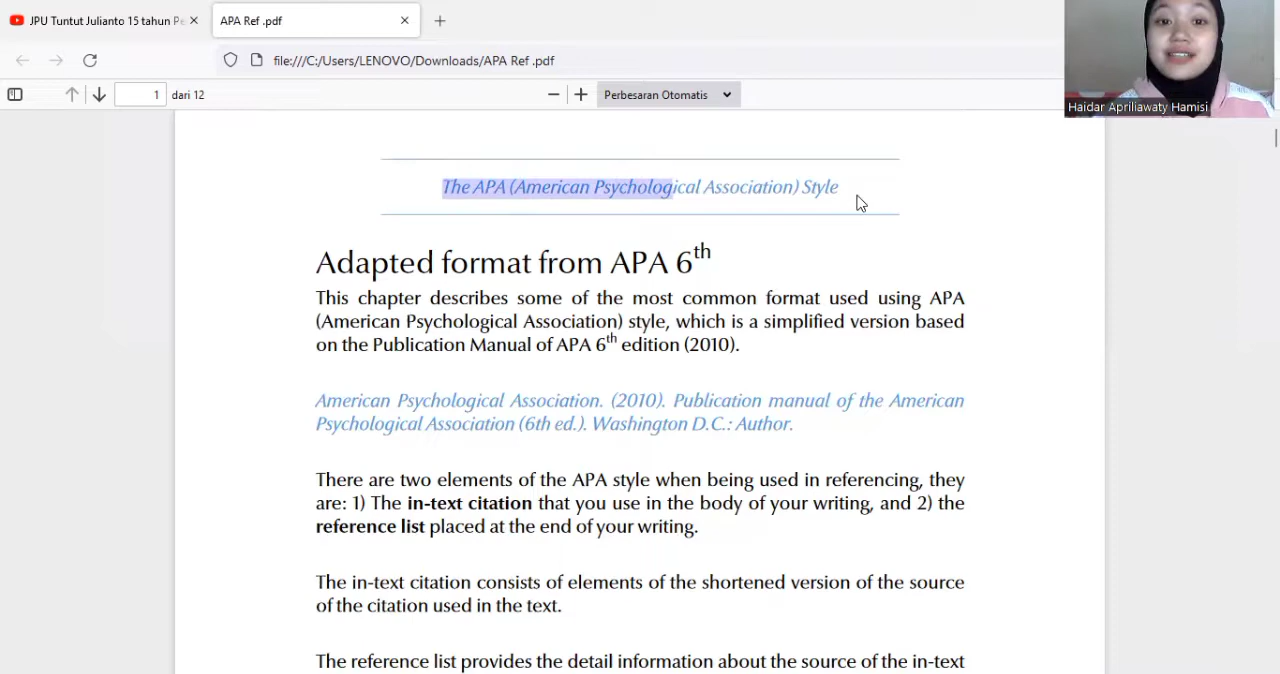 JPU Tuntut Julianto 15 tahun Pe
APA Ref .pdf
file:///C:/Users/LENOVO/Downloads/APA Ref .pdf
1 dari 12
Perbesaran Otomatis
Haidar Apriliawaty Hamisi
The APA (American Psychological Association) Style
Adapted format from APA 6th
This chapter describes some of the most common format used using APA
(American Psychological Association) style, which is a simplified version based
on the Publication Manual of APA 6th edition (2010).
American Psychological Association. (2010). Publication manual of the American
Psychological Association (6th ed.). Washington D.C.: Author.
There are two elements of the APA style when being used in referencing, they
are: 1) The in-text citation that you use in the body of your writing, and 2) the
reference list placed at the end of your writing.
The in-text citation consists of elements of the shortened version of the source
of the citation used in the text.
The reference list provides the detail information about the source of the in-text